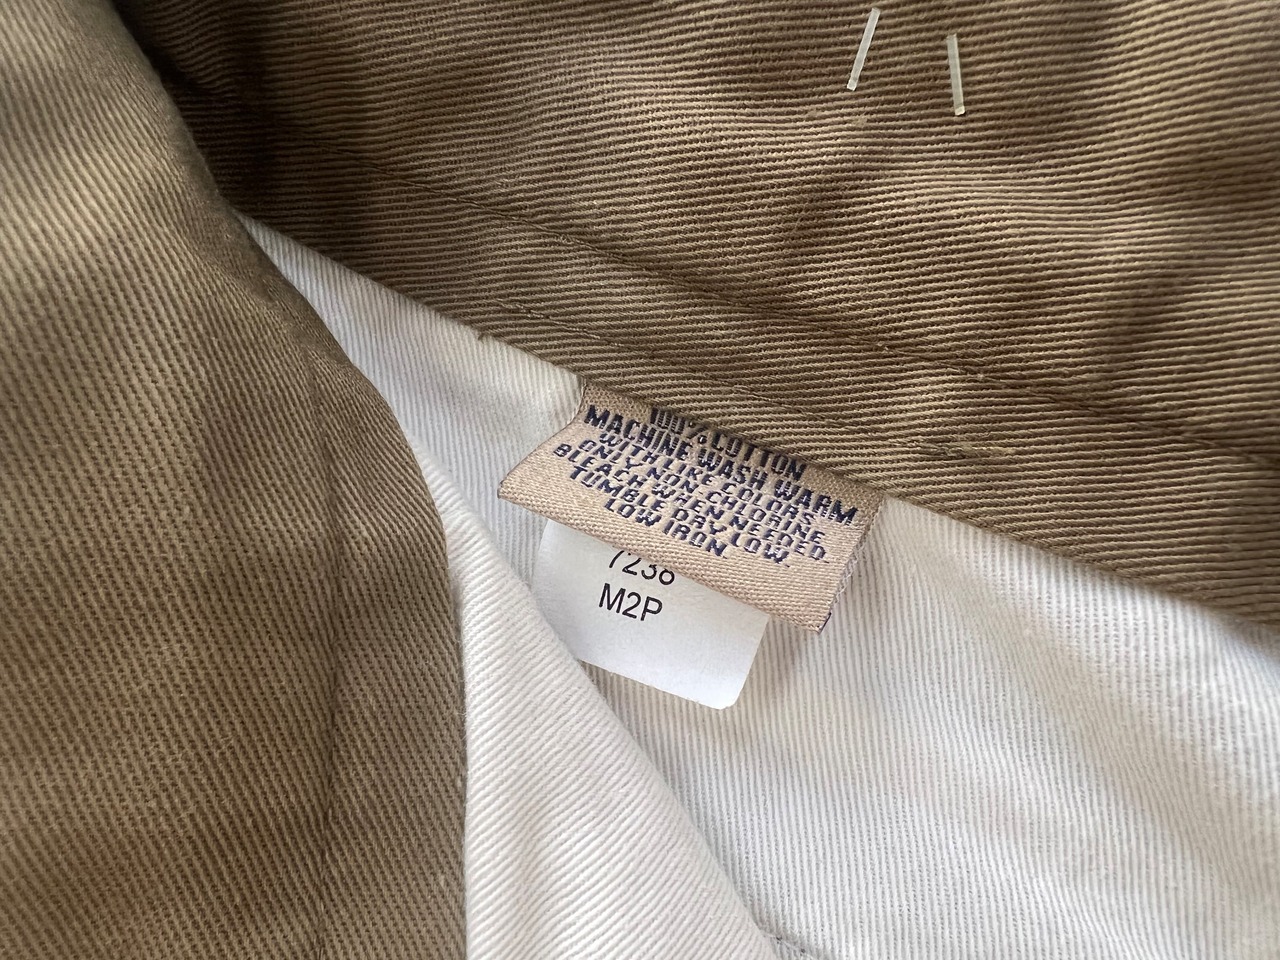 100% COTTON
MACHINE WASH WARM
WITH LIKE COLORS
ONLY NON CHLORINE
BLEACH WHEN NEEDED.
TUMBLE DRY LOW.
LOW IRON.
7238
M2P